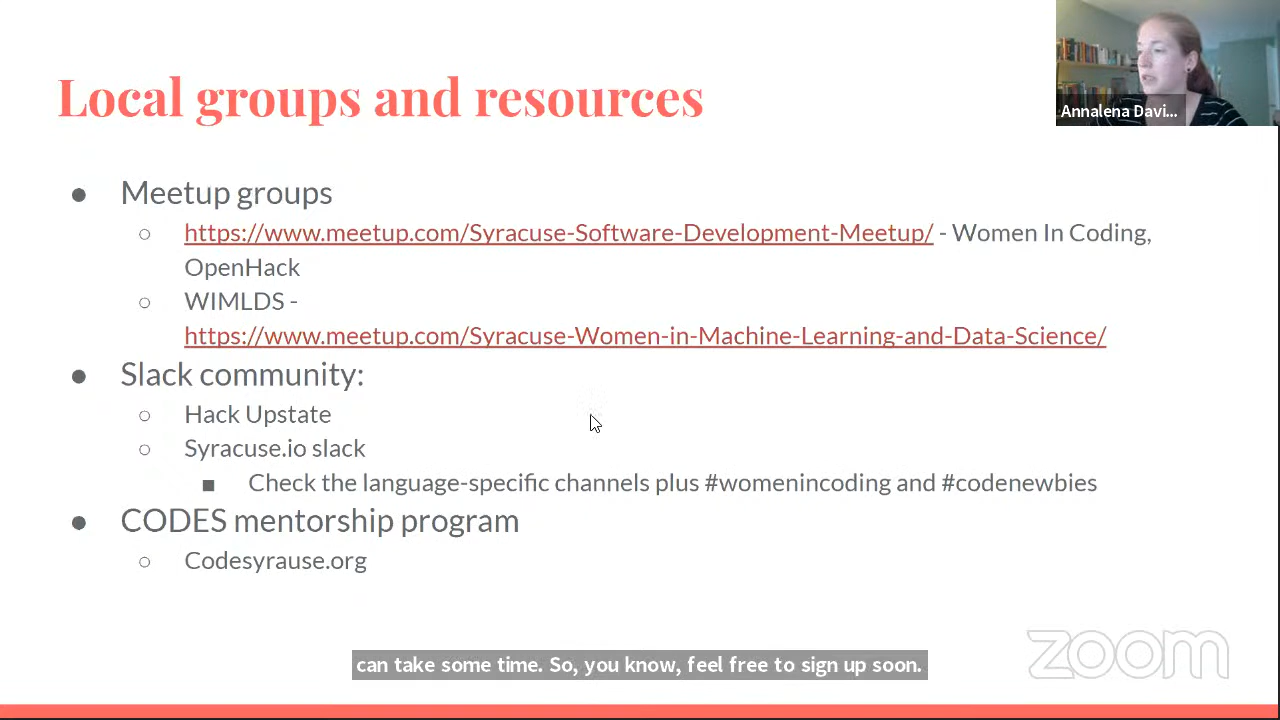 Local groups and resources
Annalena Davi...
● Meetup groups
○ https://www.meetup.com/Syracuse-Software-Development-Meetup/ - Women In Coding,
OpenHack
○ WIMLDS -
https://www.meetup.com/Syracuse-Women-in-Machine-Learning-and-Data-Science/
● Slack community:
○ Hack Upstate
○ Syracuse.io slack
■ Check the language-specific channels plus #womenincoding and #codenewbies
● CODES mentorship program
○ Codesyrause.org
zoom
can take some time. So, you know, feel free to sign up soon.